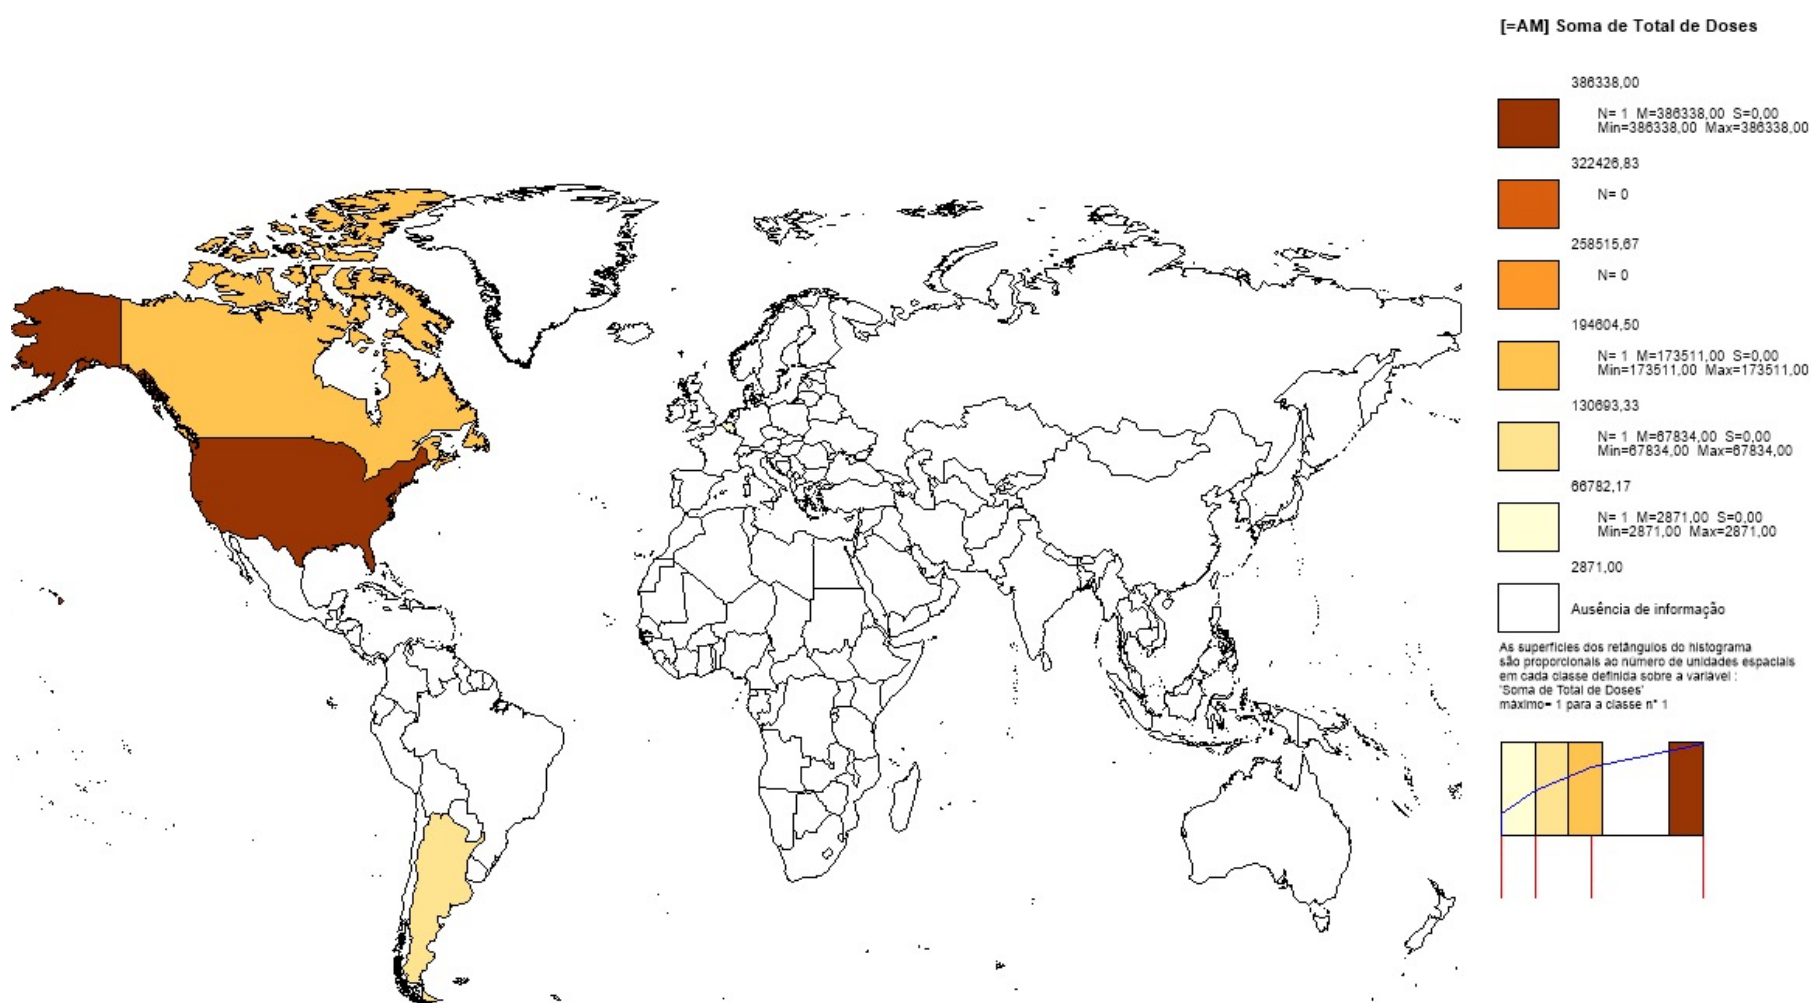 [=AM] Soma de Total de Doses
386338,00
N= 1 M=386338,00 S=0,00
Min=386338,00 Max=386338,00
322426,83
N= 0
258515,67
N= 0
194604,50
N= 1 M=173511,00 S=0,00
Min=173511,00 Max=173511,00
130693,33
N= 1 M=67834,00 S=0,00
Min=67834,00 Max=67834,00
66782,17
N= 1 M=2871,00 S=0,00
Min=2871,00 Max=2871,00
2871,00
Ausência de informação
As superfícies dos retângulos do histograma
são proporcionais ao número de unidades espaciais
em cada classe definida sobre a variável :
'Soma de Total de Doses'
máximo= 1 para a classe n° 1